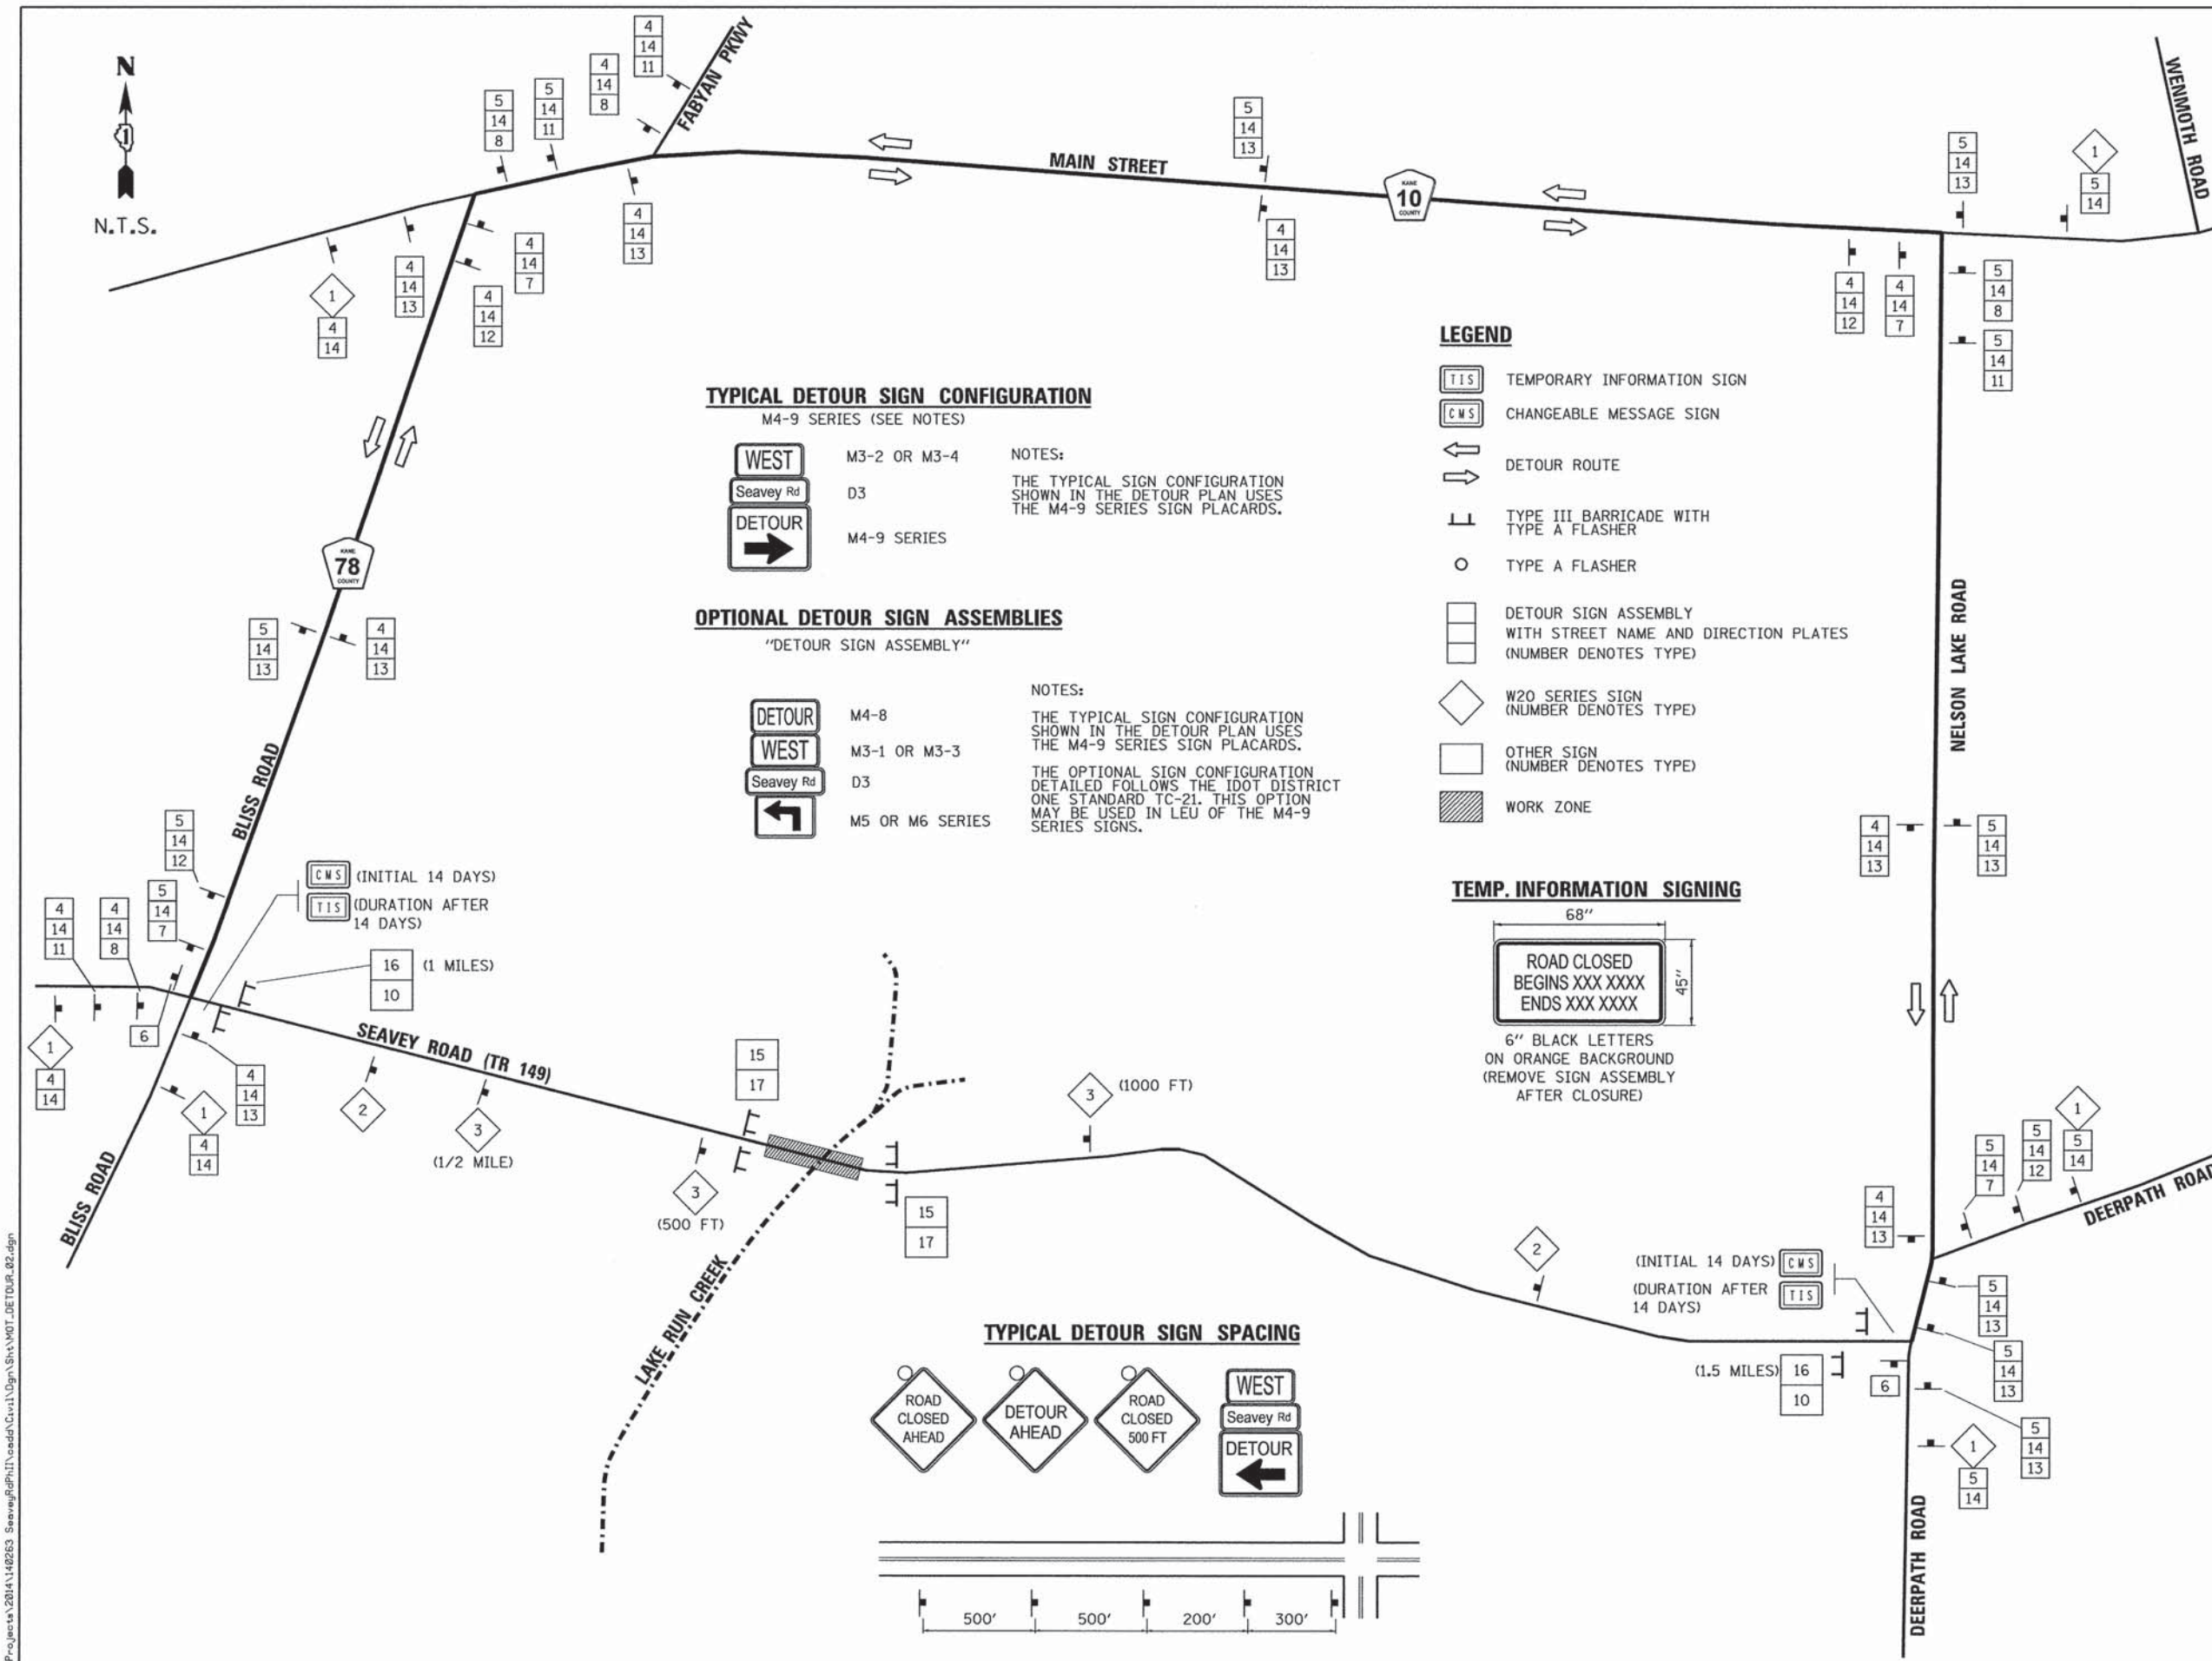 N
1
N.T.S.
4
14
11
4
14
8
5
14
11
5
14
8
FABYAN PKWY
MAIN STREET
5
14
13
KANE
10
COUNTY
5
14
13
1
5
14
WENMOTH ROAD
1
4
14
4
14
13
4
14
7
4
14
12
4
14
13
4
14
13
4
14
12
4
14
7
5
14
8
5
14
11
TYPICAL DETOUR SIGN CONFIGURATION
M4-9 SERIES (SEE NOTES)
WEST
M3-2 OR M3-4
Seavey Rd
D3
DETOUR
M4-9 SERIES
NOTES:
THE TYPICAL SIGN CONFIGURATION
SHOWN IN THE DETOUR PLAN USES
THE M4-9 SERIES SIGN PLACARDS.
OPTIONAL DETOUR SIGN ASSEMBLIES
"DETOUR SIGN ASSEMBLY"
DETOUR
M4-8
WEST
M3-1 OR M3-3
Seavey Rd
D3
M5 OR M6 SERIES
NOTES:
THE TYPICAL SIGN CONFIGURATION
SHOWN IN THE DETOUR PLAN USES
THE M4-9 SERIES SIGN PLACARDS.
THE OPTIONAL SIGN CONFIGURATION
DETAILED FOLLOWS THE IDOT DISTRICT
ONE STANDARD TC-21. THIS OPTION
MAY BE USED IN LEU OF THE M4-9
SERIES SIGNS.
LEGEND
TIS
TEMPORARY INFORMATION SIGN
CMS
CHANGEABLE MESSAGE SIGN
DETOUR ROUTE
TYPE III BARRICADE WITH
TYPE A FLASHER
TYPE A FLASHER
DETOUR SIGN ASSEMBLY
WITH STREET NAME AND DIRECTION PLATES
(NUMBER DENOTES TYPE)
W20 SERIES SIGN
(NUMBER DENOTES TYPE)
OTHER SIGN
(NUMBER DENOTES TYPE)
WORK ZONE
TEMP. INFORMATION SIGNING
68"
ROAD CLOSED
BEGINS XXX XXXX
ENDS XXX XXXX
45"
6" BLACK LETTERS
ON ORANGE BACKGROUND
(REMOVE SIGN ASSEMBLY
AFTER CLOSURE)
KANE
78
COUNTY
5
14
13
4
14
13
BLISS ROAD
5
14
12
5
14
7
4
14
11
4
14
8
CMS (INITIAL 14 DAYS)
TIS (DURATION AFTER
14 DAYS)
16 (1 MILES)
10
6
1
4
14
4
14
13
1
4
14
BLISS ROAD
SEAVEY ROAD (TR 149)
2
3
(1/2 MILE)
3
(500 FT)
15
17
15
17
3
(1000 FT)
LAKE RUN CREEK
2
NELSON LAKE ROAD
4
14
13
5
14
13
5
14
7
5
14
12
1
5
14
DEERPATH ROAD
4
14
13
(INITIAL 14 DAYS) CMS
(DURATION AFTER TIS
14 DAYS)
(1.5 MILES) 16
10
6
5
14
13
5
14
13
5
14
13
1
5
14
DEERPATH ROAD
TYPICAL DETOUR SIGN SPACING
ROAD
CLOSED
AHEAD
DETOUR
AHEAD
ROAD
CLOSED
500 FT
WEST
Seavey Rd
DETOUR
500'
500'
200'
300'
Projects\2014\140263 SeaveyRdPhII\cadd\Civil\Dgn\Sht\MOT_DETOUR_02.dgn